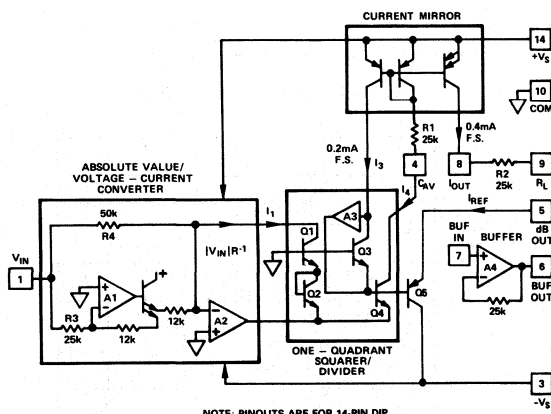 CURRENT MIRROR
14
+VS
10
COM
R1
25k
0.2mA
F.S.
0.4mA
F.S.
I3
4
CAV
I4
8
IOUT
R2
25k
9
RL
ABSOLUTE VALUE/
VOLTAGE – CURRENT
CONVERTER
IREF
5
dB
OUT
50k
R4
I1
|VIN|R-1
A3
Q1
Q3
Q2
Q4
Q5
VIN
1
A1
+
12k
R3
25k
12k
A2
BUF
IN
BUFFER
7
A4
6
BUF
OUT
25k
ONE – QUADRANT
SQUARER/
DIVIDER
3
-VS
NOTE: PINOUTS ARE FOR 14-PIN DIP